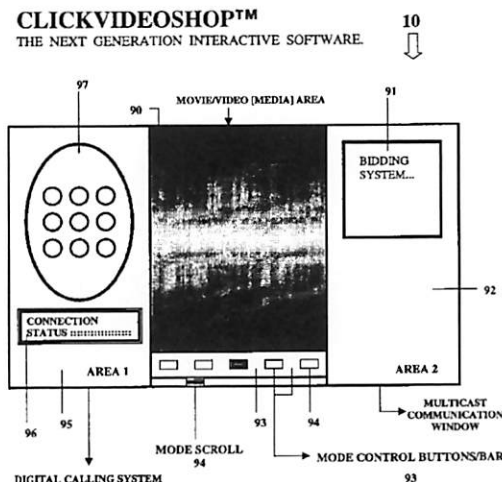 CLICKVIDEOSHOP™
THE NEXT GENERATION INTERACTIVE SOFTWARE.
10
97
90
MOVIE/VIDEO [MEDIA] AREA
91
BIDDING
SYSTEM...
92
CONNECTION
STATUS ::::::::::::::
AREA 1
AREA 2
96
95
MODE SCROLL
94
93
94
MULTICAST
COMMUNICATION
WINDOW
MODE CONTROL BUTTONS/BAR
93
DIGITAL CALLING SYSTEM